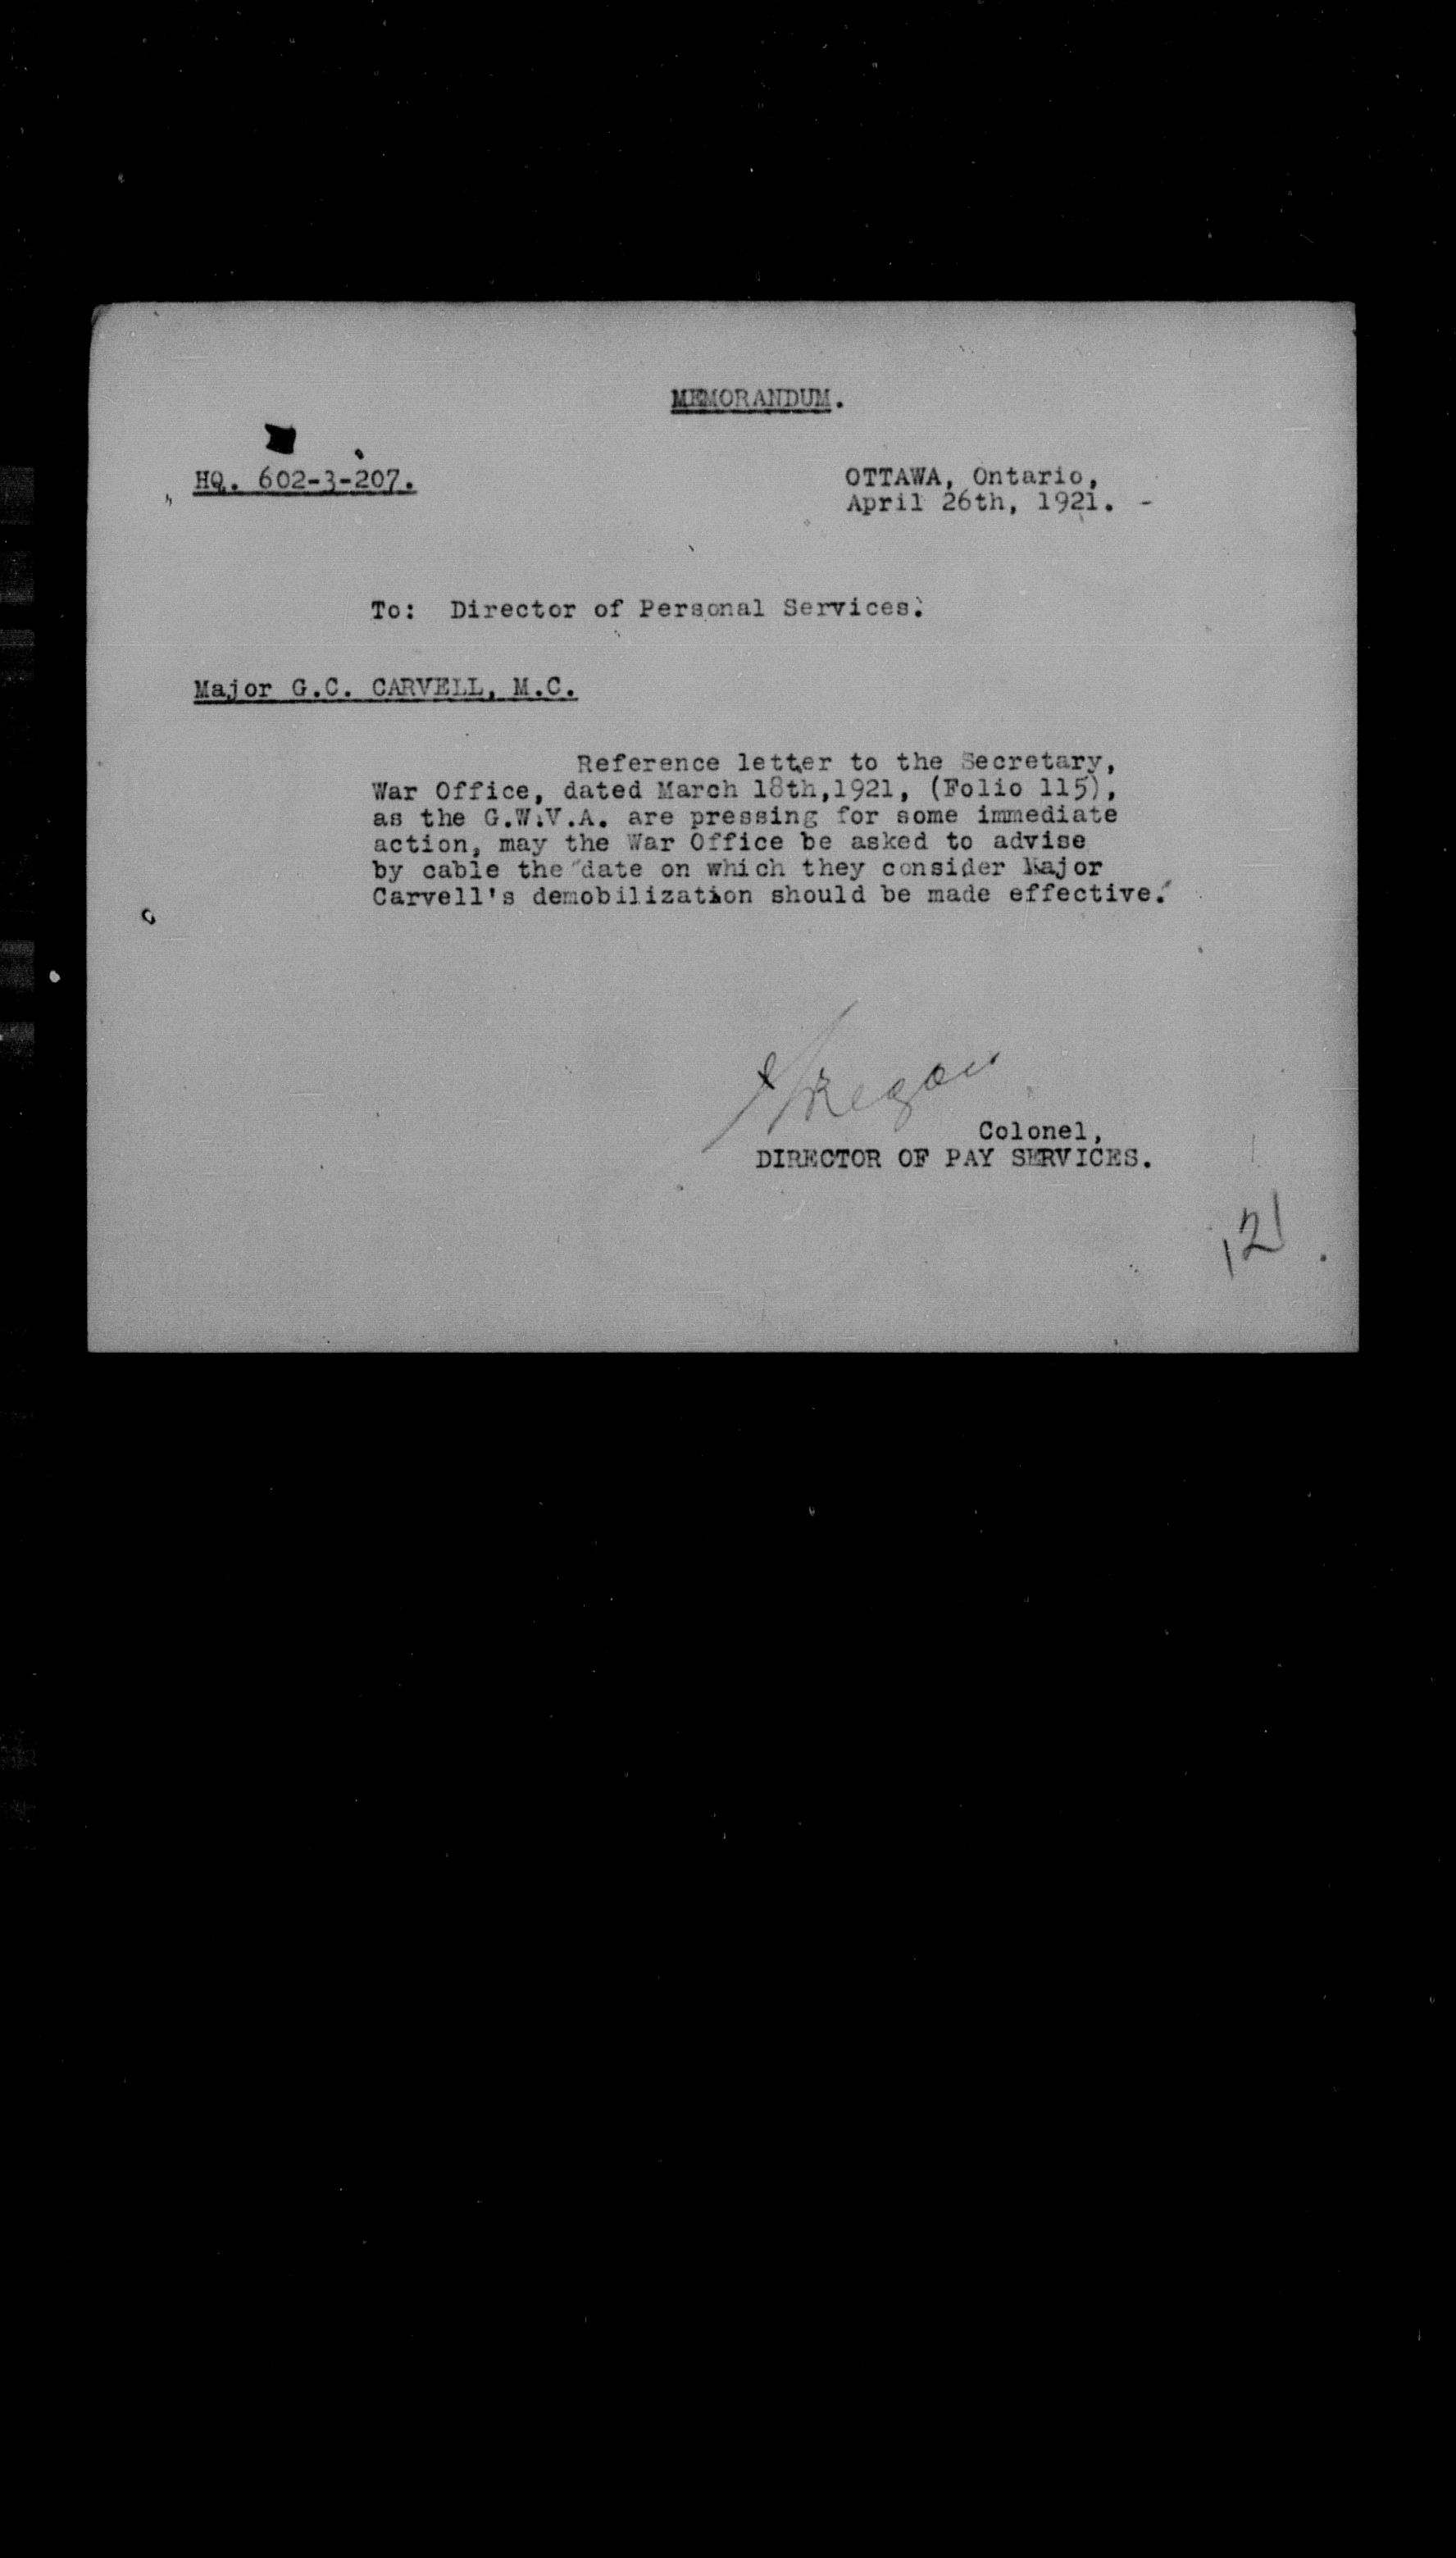 MEMORANDUM.
HQ. 602-3-207.
OTTAWA, Ontario,
April 26th, 1921. -
To: Director of Personal Services.
Major G.C. CARVELL, M.C.
Reference letter to the Secretary,
War Office, dated March 18th,1921, (Folio 115),
as the G.W.V.A. are pressing for some immediate
action, may the War Office be asked to advise
by cable the date on which they consider Major
Carvell's demobilization should be made effective.
Regan
Colonel,
DIRECTOR OF PAY SERVICES.
121